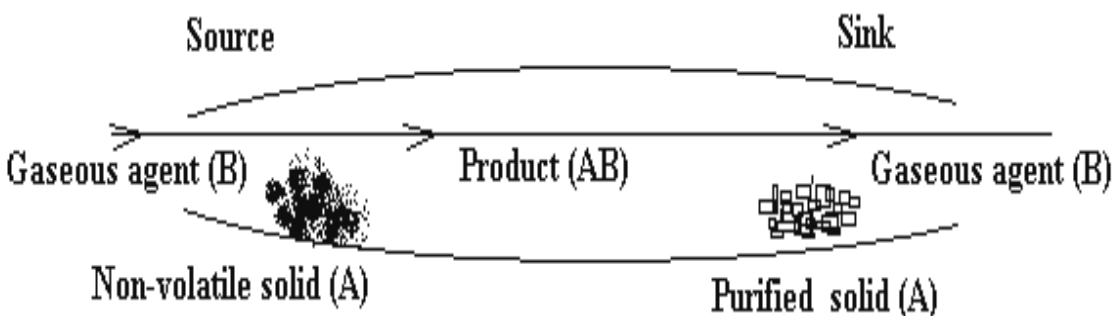 Source
Sink
Gaseous agent (B)
Product (AB)
Gaseous agent (B)
Non-volatile solid (A)
Purified solid (A)